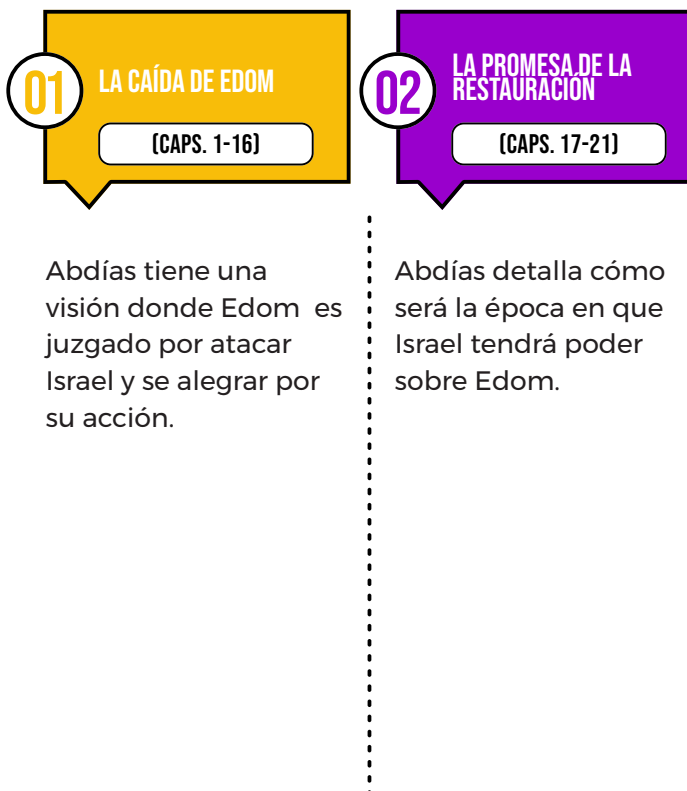 01
LA CAÍDA DE EDOM
(CAPS. 1-16)
Abdías tiene una
visión donde Edom es
juzgado por atacar
Israel y se alegrar por
su acción.
02
LA PROMESA DE LA
RESTAURACIÓN
(CAPS. 17-21)
Abdías detalla cómo
será la época en que
Israel tendrá poder
sobre Edom.